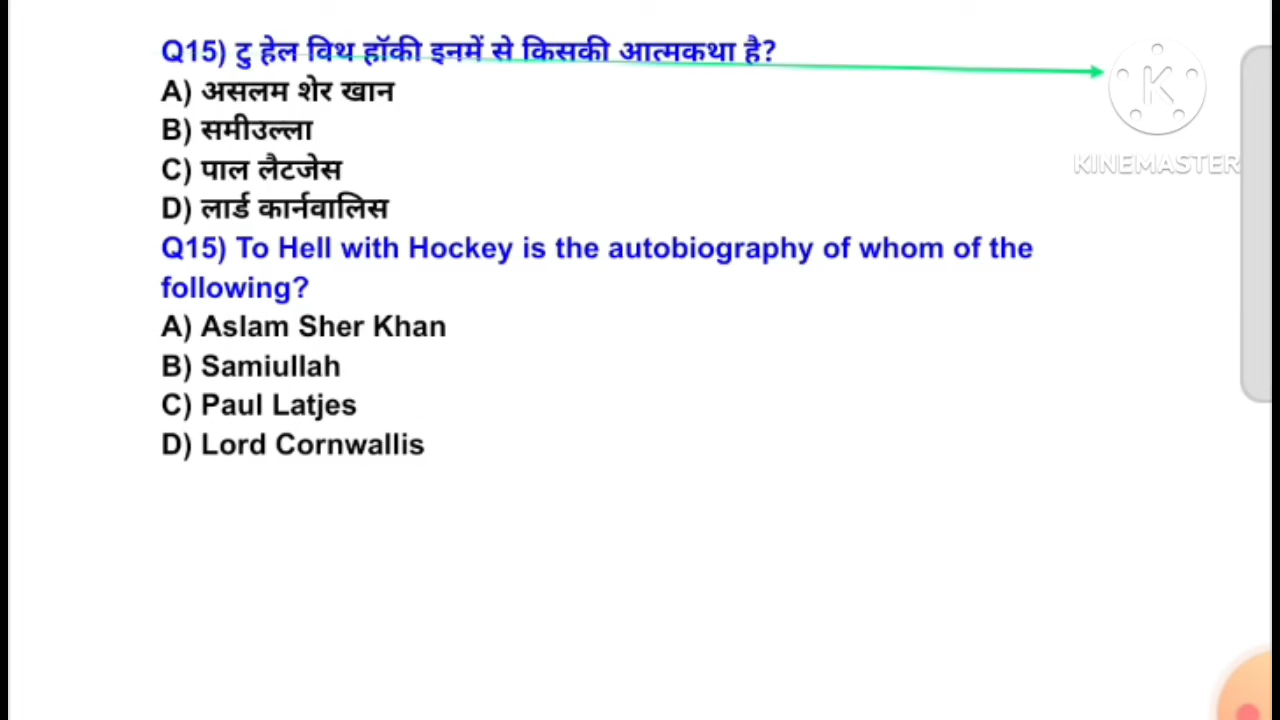 Q15) टु हेल विथ हॉकी इनमें से किसकी आत्मकथा है?
A) असलम शेर खान
B) समीउल्ला
C) पाल लैटजेस
D) लार्ड कार्नवालिस
Q15) To Hell with Hockey is the autobiography of whom of the
following?
A) Aslam Sher Khan
B) Samiullah
C) Paul Latjes
D) Lord Cornwallis
K
KINEMASTER